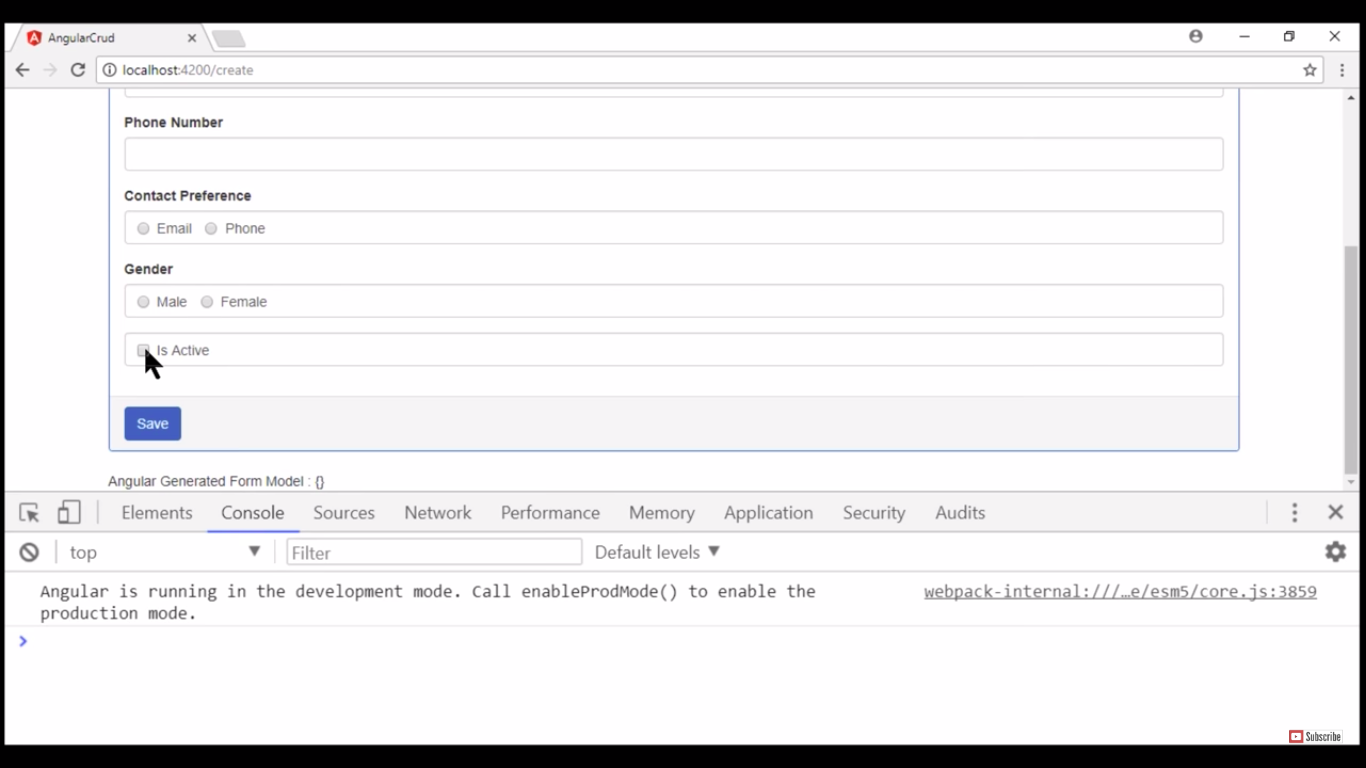 AngularCrud
localhost:4200/create
Phone Number
Contact Preference
Email Phone
Gender
Male Female
Is Active
Save
Angular Generated Form Model : {}
Elements Console Sources Network Performance Memory Application Security Audits
top Filter Default levels
Angular is running in the development mode. Call enableProdMode() to enable the webpack-internal:///…e/esm5/core.js:3859
production mode.
Subscribe